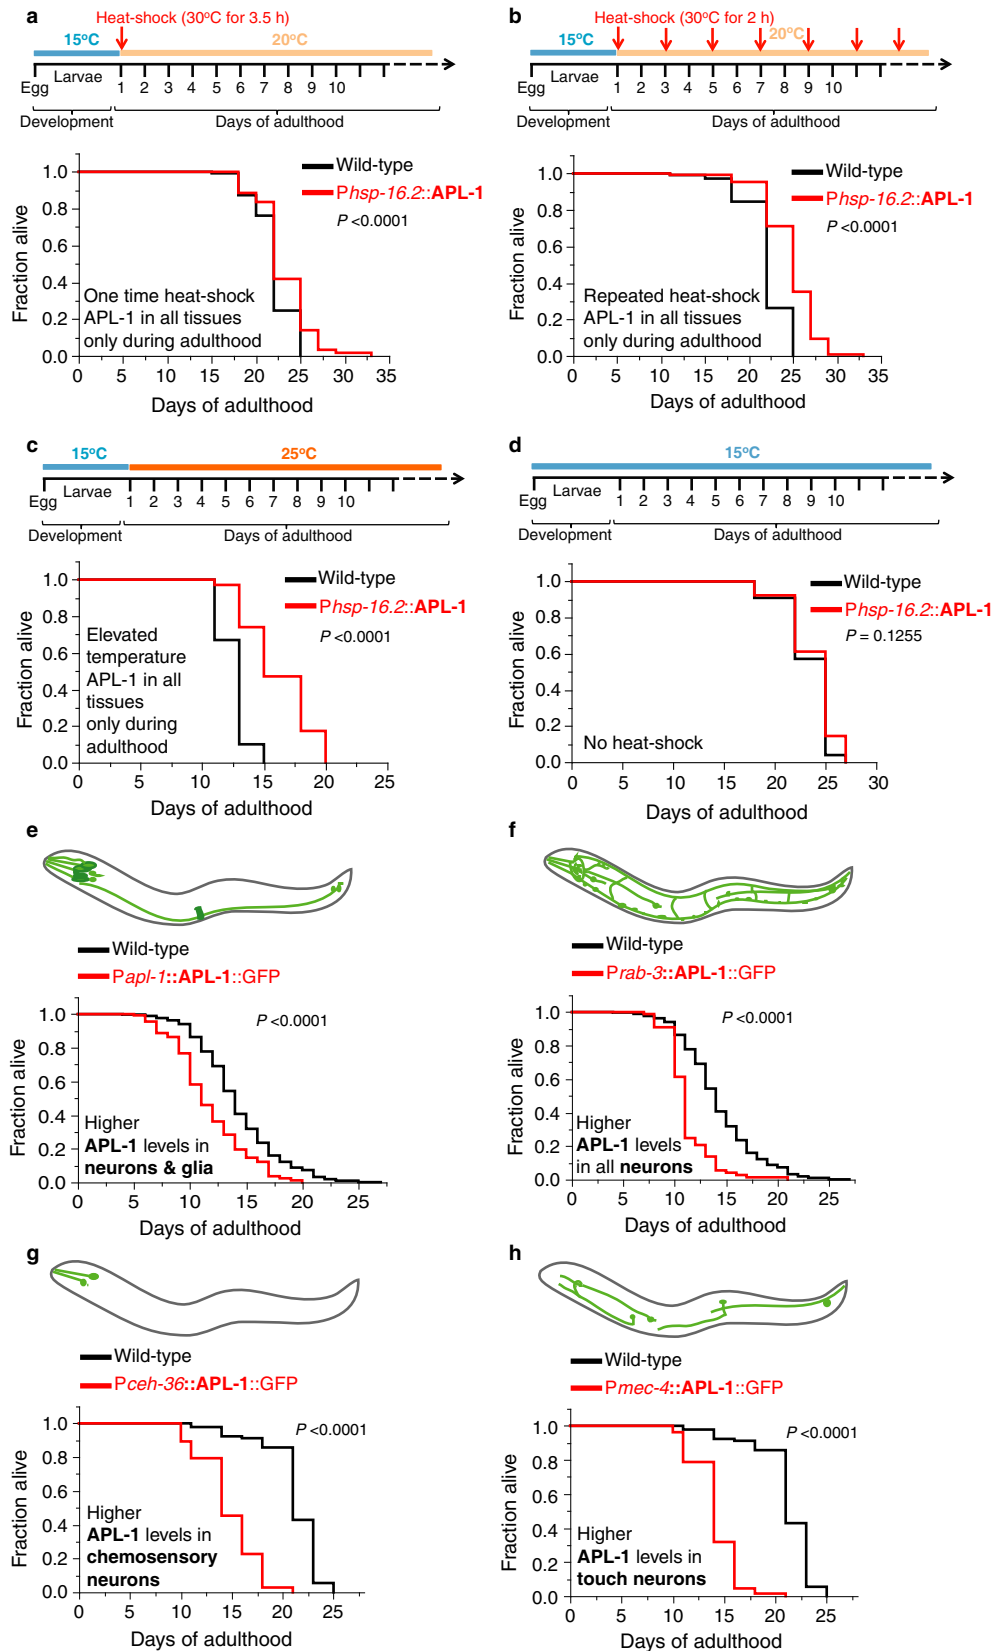 a
Heat-shock (30°C for 3.5 h)
15°C
20°C
Larvae
Egg
1 2 3 4 5 6 7 8 9 10
Development
Days of adulthood
Wild-type
Phsp-16.2::APL-1
P <0.0001
Fraction alive
1.0
0.8
0.6
0.4
0.2
0.0
One time heat-shock
APL-1 in all tissues
only during adulthood
0 5 10 15 20 25 30 35
Days of adulthood
b
Heat-shock (30°C for 2 h)
15°C
20°C
Larvae
Egg
1 2 3 4 5 6 7 8 9 10
Development
Days of adulthood
Wild-type
Phsp-16.2::APL-1
P <0.0001
Fraction alive
1.0
0.8
0.6
0.4
0.2
0.0
Repeated heat-shock
APL-1 in all tissues
only during adulthood
0 5 10 15 20 25 30 35
Days of adulthood
c
15°C
25°C
Larvae
Egg
1 2 3 4 5 6 7 8 9 10
Development
Days of adulthood
Wild-type
Phsp-16.2::APL-1
P <0.0001
Fraction alive
1.0
0.8
0.6
0.4
0.2
0.0
Elevated
temperature
APL-1 in all
tissues
only during
adulthood
0 5 10 15 20 25
Days of adulthood
d
15°C
Larvae
Egg
1 2 3 4 5 6 7 8 9 10
Development
Days of adulthood
Wild-type
Phsp-16.2::APL-1
P = 0.1255
Fraction alive
1.0
0.8
0.6
0.4
0.2
0.0
No heat-shock
0 5 10 15 20 25 30
Days of adulthood
e
Wild-type
Papl-1::APL-1::GFP
P <0.0001
Fraction alive
1.0
0.8
0.6
0.4
0.2
0.0
Higher
APL-1 levels in
neurons & glia
0 5 10 15 20 25
Days of adulthood
f
Wild-type
Prab-3::APL-1::GFP
P <0.0001
Fraction alive
1.0
0.8
0.6
0.4
0.2
0.0
Higher
APL-1 levels
in all neurons
0 5 10 15 20 25
Days of adulthood
g
Wild-type
Pceh-36::APL-1::GFP
P <0.0001
Fraction alive
1.0
0.8
0.6
0.4
0.2
0.0
Higher
APL-1 levels in
chemosensory
neurons
0 5 10 15 20 25
Days of adulthood
h
Wild-type
Pmec-4::APL-1::GFP
P <0.0001
Fraction alive
1.0
0.8
0.6
0.4
0.2
0.0
Higher
APL-1 levels in
touch neurons
0 5 10 15 20 25
Days of adulthood